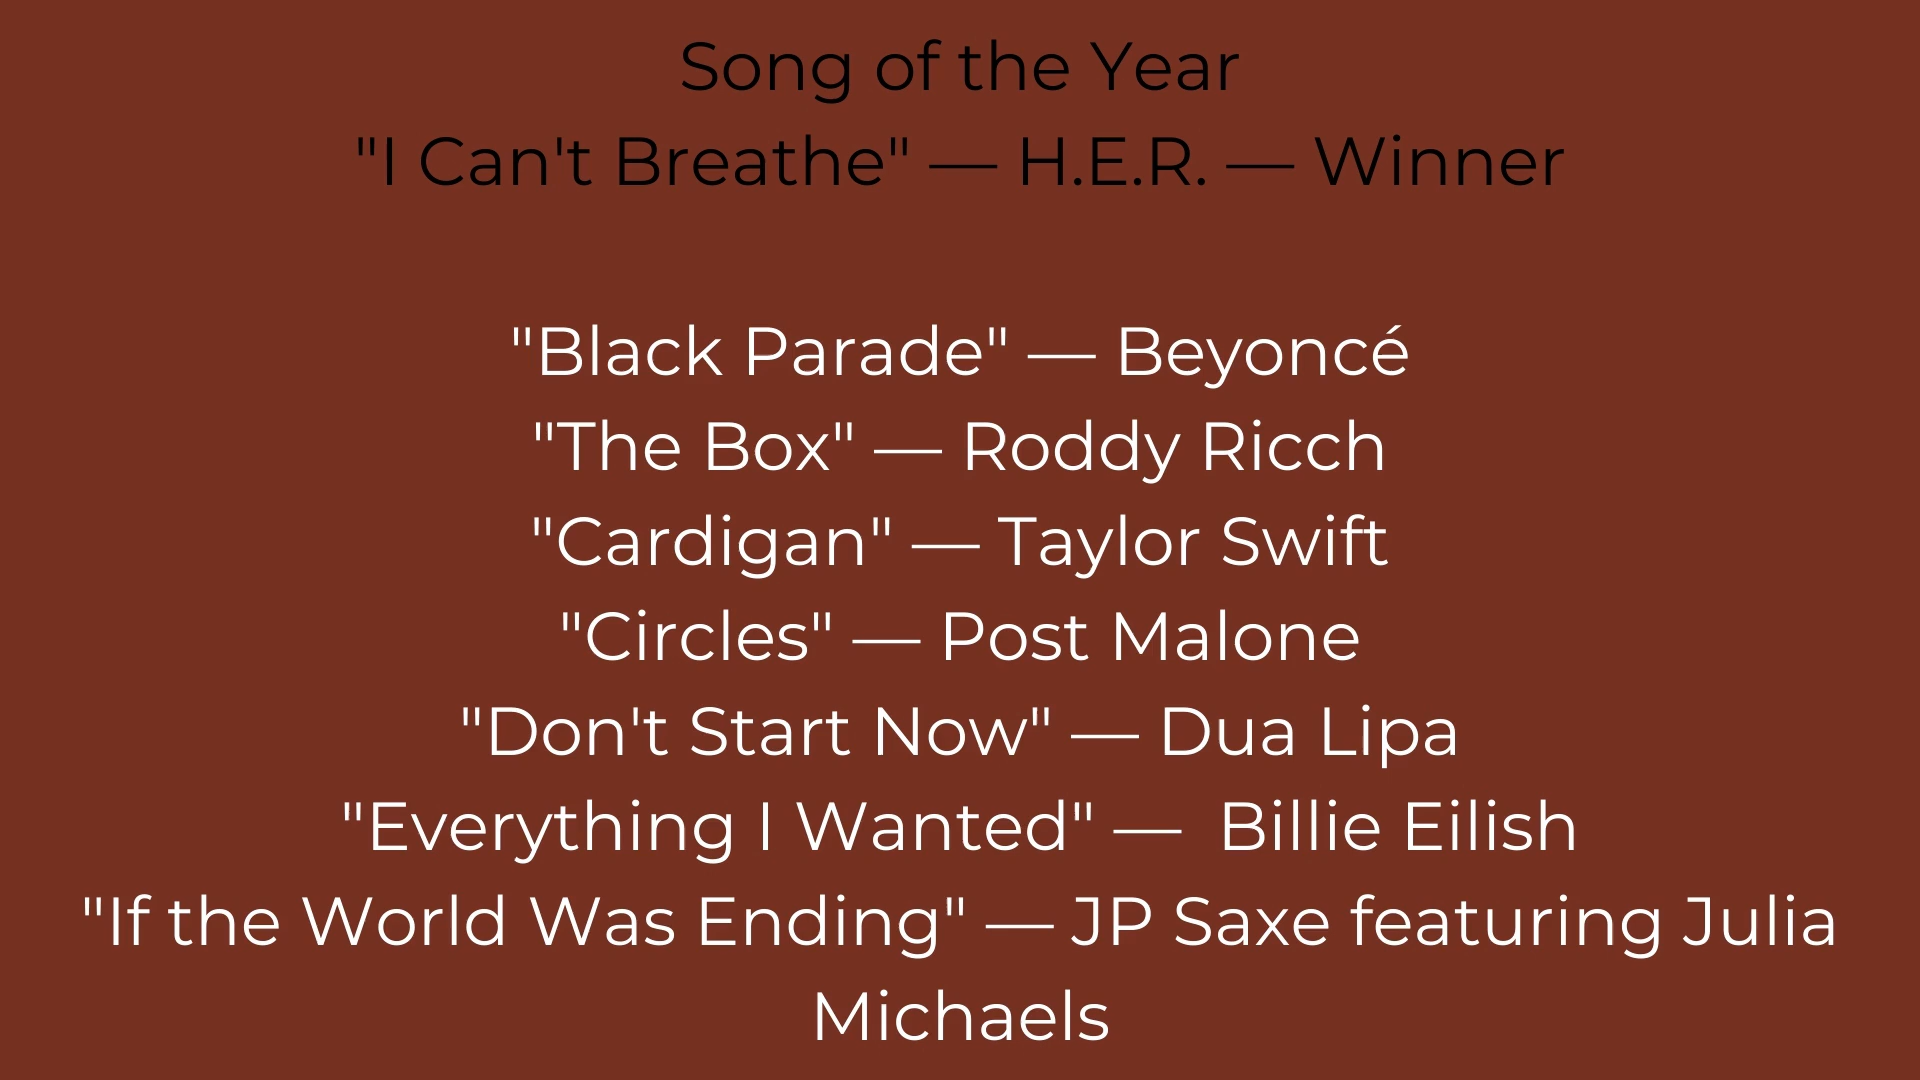 Song of the Year
"I Can't Breathe" — H.E.R. — Winner
"Black Parade" — Beyoncé
"The Box" — Roddy Ricch
"Cardigan" — Taylor Swift
"Circles" — Post Malone
"Don't Start Now" — Dua Lipa
"Everything I Wanted" —  Billie Eilish
"If the World Was Ending" — JP Saxe featuring Julia
Michaels